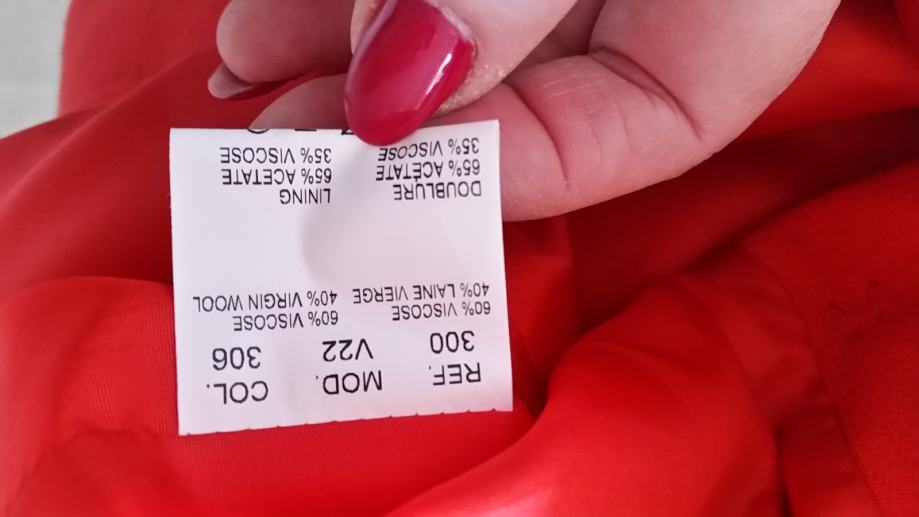 REF. MOD. COL.
300 V22 306
60% VISCOSE 60% VISCOSE
40% LAINE VIERGE 40% VIRGIN WOOL
DOUBLURE LINING
65% ACÉTATE 65% ACETATE
35% VISCOSE 35% VISCOSE